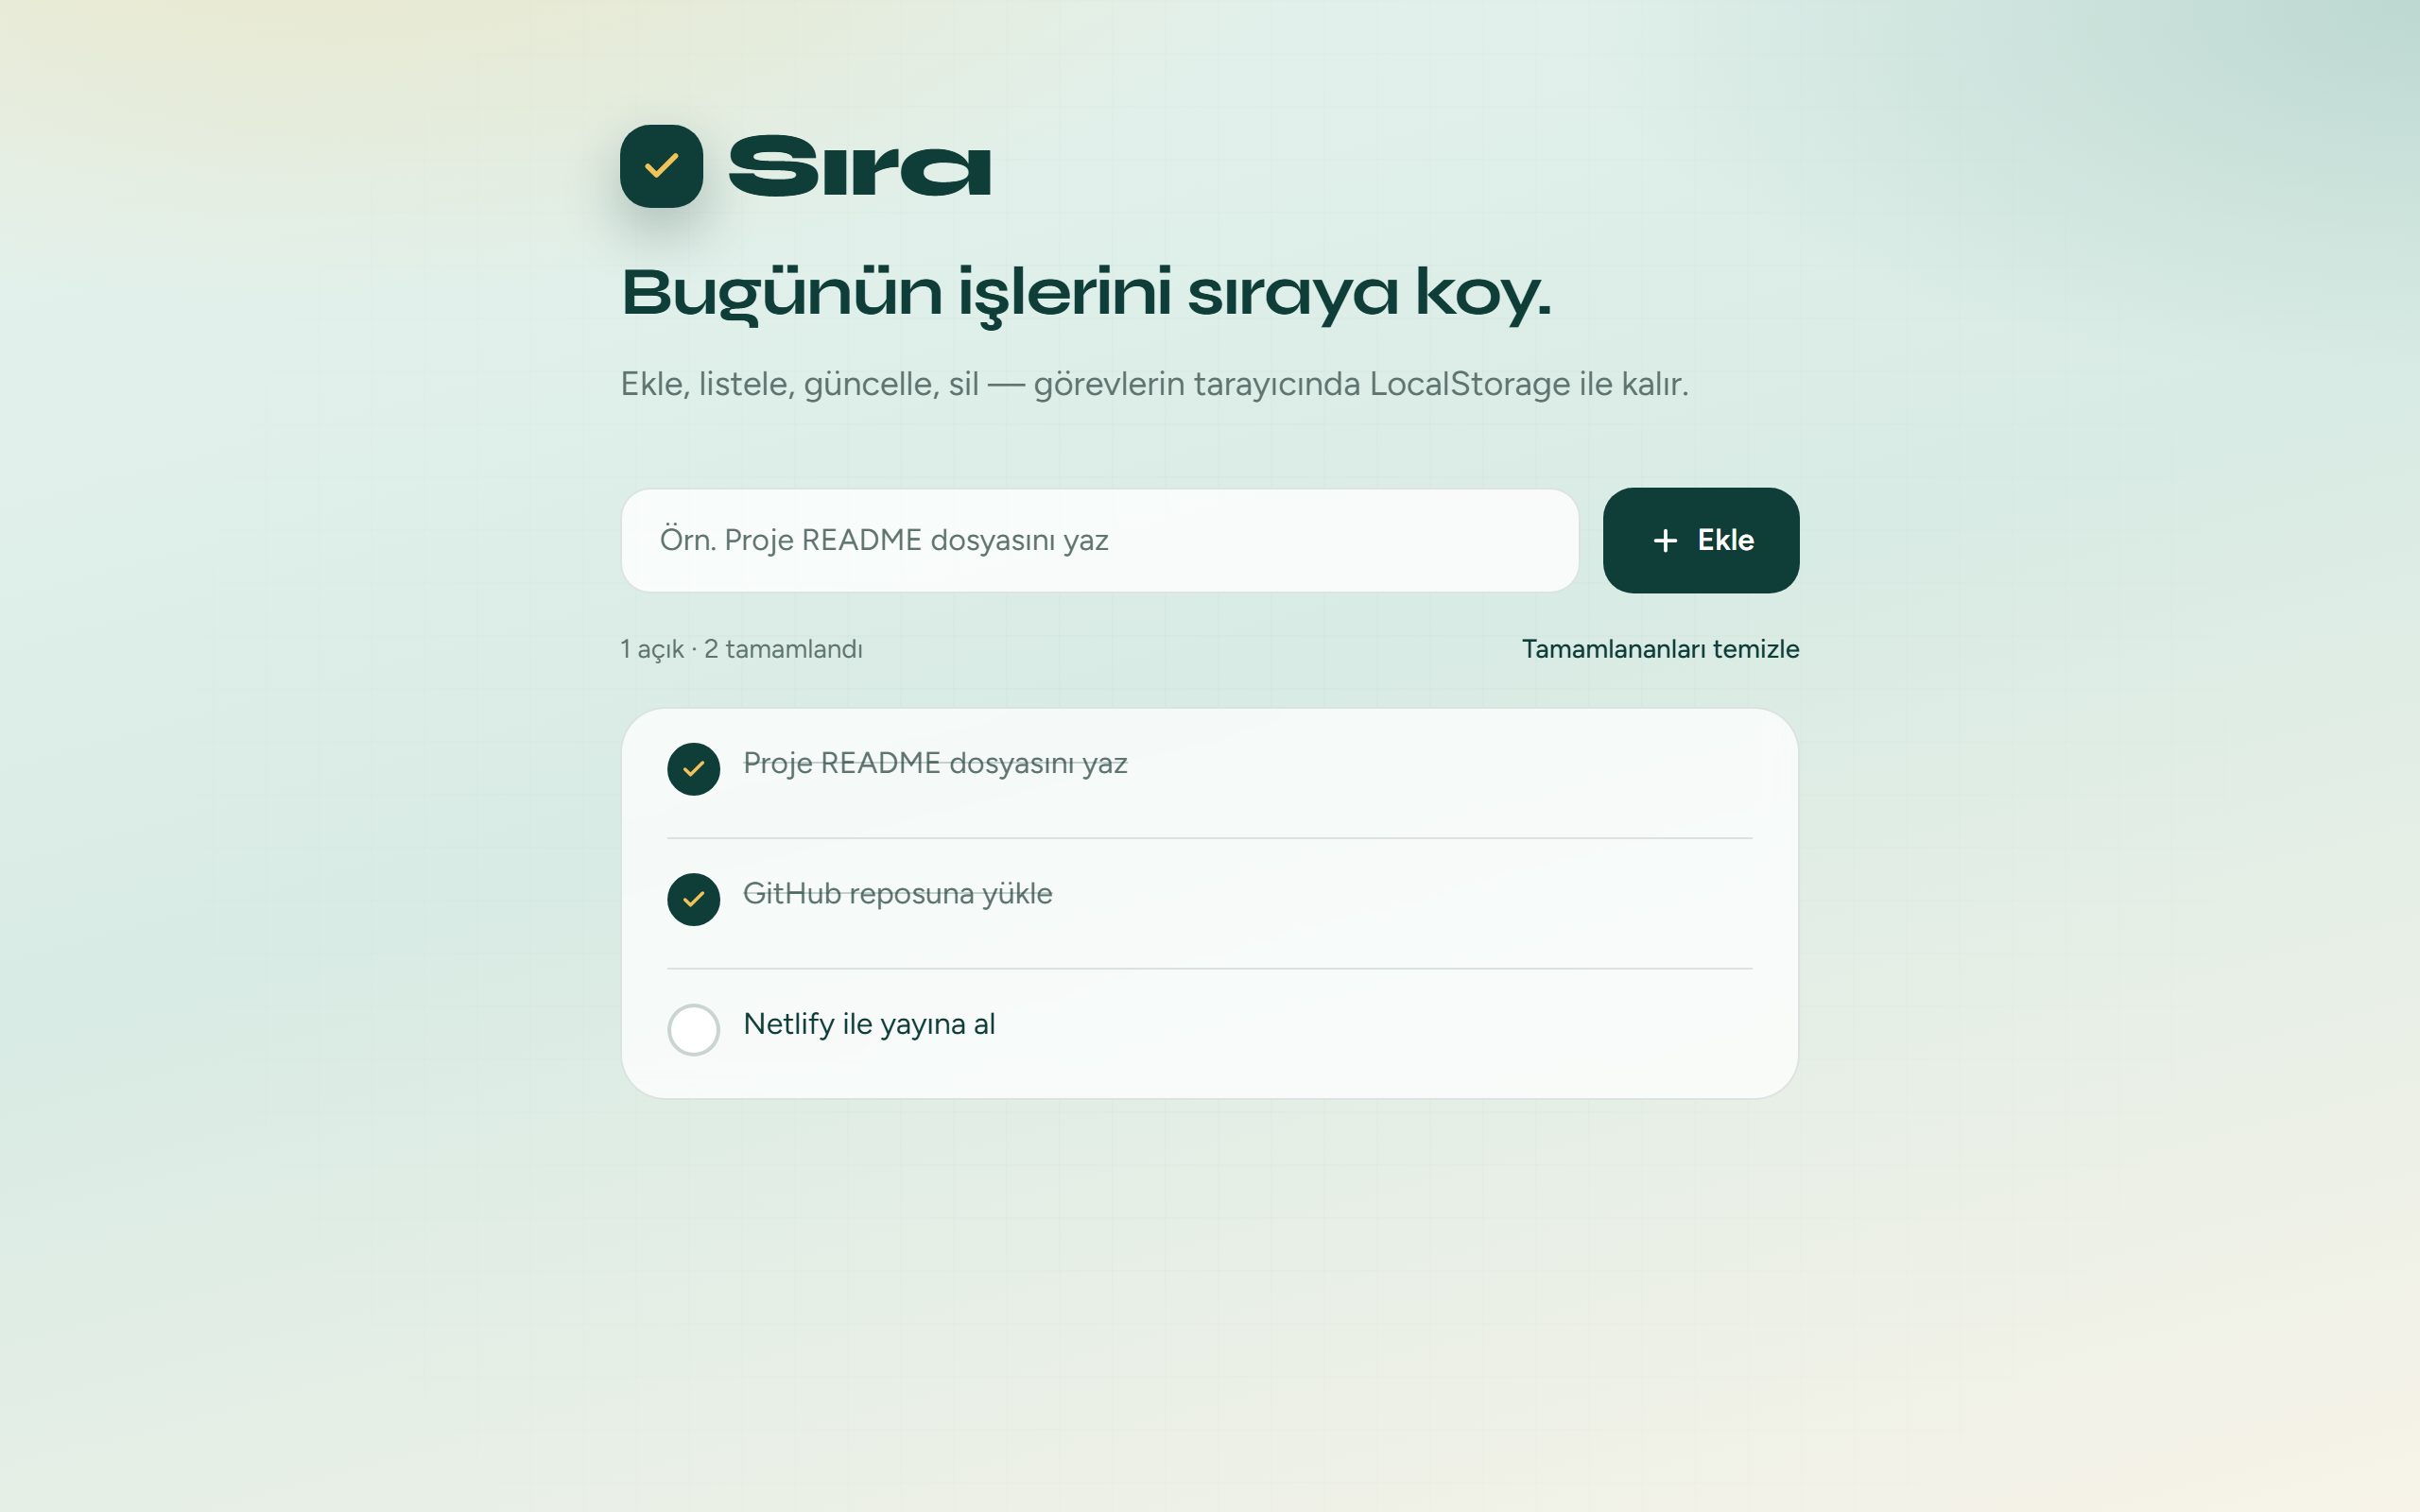 Sıra
Bugünün işlerini sıraya koy.
Ekle, listele, güncelle, sil — görevlerin tarayıcında LocalStorage ile kalır.
Örn. Proje README dosyasını yaz
+ Ekle
1 açık · 2 tamamlandı
Tamamlananları temizle
Proje README dosyasını yaz
GitHub reposuna yükle
Netlify ile yayına al